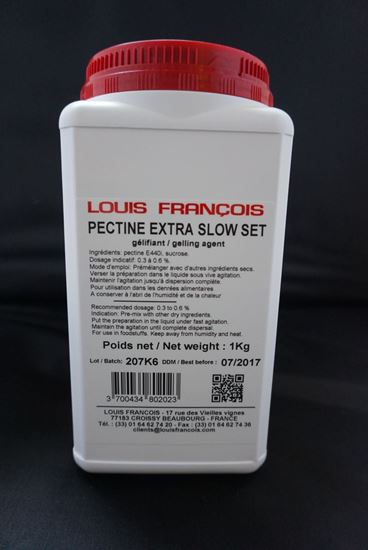 LOUIS FRANÇOIS
PECTINE EXTRA SLOW SET
gélifiant / gelling agent
Ingrédients: pectine E440i, sucrose.
Dosage indicatif: 0.3 à 0.6 %.
Mode d'emploi: Prémélanger avec d'autres ingrédients secs.
Verser la préparation dans le liquide sous vive agitation.
Maintenir l'agitation jusqu'à dispersion complète.
Pour utilisation dans les denrées alimentaires
A conserver à l'abri de l'humidité et de la chaleur
Recommended dosage: 0.3 to 0.6 %
Indication: Pre-mix with other dry ingredients.
Put the preparation in the liquid under fast agitation.
Maintain the agitation until complete dispersal.
For use in foodstuffs. Keep away from humidity and heat.
Poids net / Net weight : 1Kg
Lot / Batch: 207K6 DDM / Best before : 07/2017
3 700434 802023
LOUIS FRANCOIS - 17 rue des Vieilles vignes
77183 CROISSY BEAUBOURG - FRANCE
Tél. : (33) 01 64 62 74 20 - Fax : (33) 01 64 62 74 36
clients@louisfrancois.com